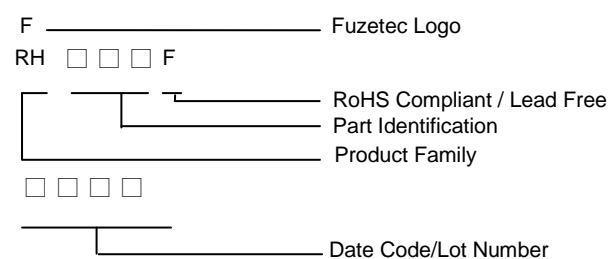 F Fuzetec Logo
RH □ □ □ F
RoHS Compliant / Lead Free
Part Identification
Product Family
□ □ □ □
Date Code/Lot Number